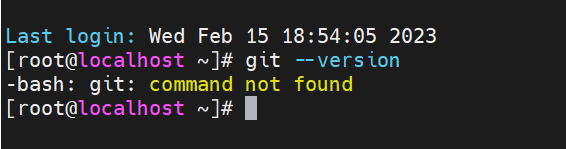 Last login: Wed Feb 15 18:54:05 2023
[root@localhost ~]# git --version
-bash: git: command not found
[root@localhost ~]#